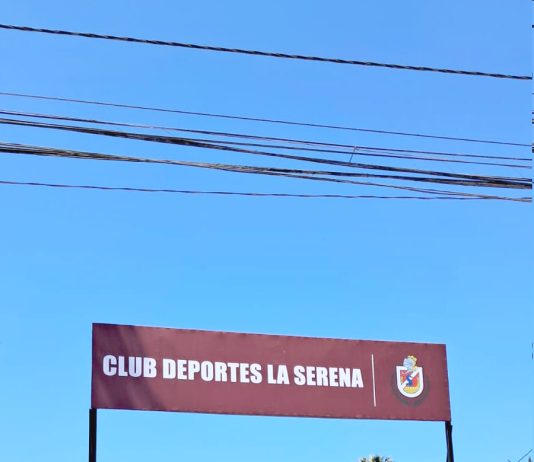 CLUB DEPORTES LA SERENA